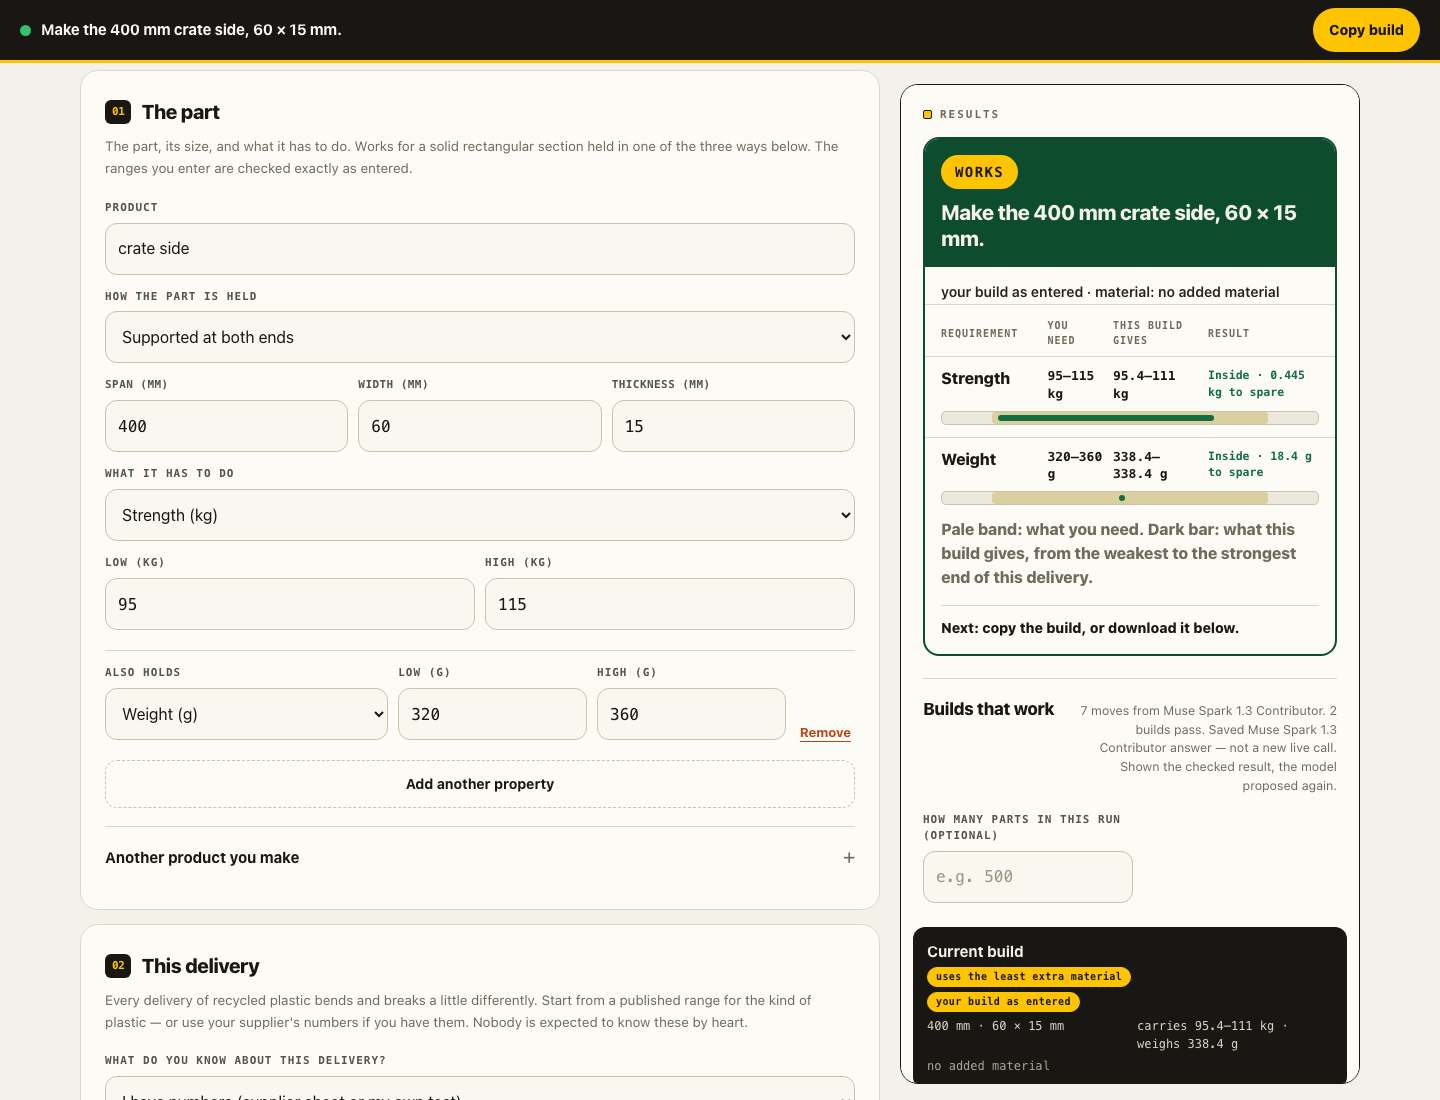 Make the 400 mm crate side, 60 × 15 mm.
Copy build
01 The part
The part, its size, and what it has to do. Works for a solid rectangular section held in one of the three ways below. The
ranges you enter are checked exactly as entered.
PRODUCT
crate side
HOW THE PART IS HELD
Supported at both ends
SPAN (MM) WIDTH (MM) THICKNESS (MM)
400 60 15
WHAT IT HAS TO DO
Strength (kg)
LOW (KG) HIGH (KG)
95 115
ALSO HOLDS LOW (G) HIGH (G)
Weight (g) 320 360
Remove
Add another property
Another product you make +
02 This delivery
Every delivery of recycled plastic bends and breaks a little differently. Start from a published range for the kind of
plastic — or use your supplier's numbers if you have them. Nobody is expected to know these by heart.
WHAT DO YOU KNOW ABOUT THIS DELIVERY?
I have numbers (supplier sheet or my own test)
RESULTS
WORKS
Make the 400 mm crate side, 60 × 15
mm.
your build as entered · material: no added material
REQUIREMENT YOU NEED THIS BUILD GIVES RESULT
Strength 95–115 kg 95.4–111 kg Inside · 0.445 kg to spare
Weight 320–360 g 338.4–338.4 g Inside · 18.4 g to spare
Pale band: what you need. Dark bar: what this
build gives, from the weakest to the strongest
end of this delivery.
Next: copy the build, or download it below.
Builds that work
7 moves from Muse Spark 1.3 Contributor. 2
builds pass. Saved Muse Spark 1.3
Contributor answer — not a new live call.
Shown the checked result, the model
proposed again.
HOW MANY PARTS IN THIS RUN
(OPTIONAL)
e.g. 500
Current build
uses the least extra material
your build as entered
400 mm · 60 × 15 mm
carries 95.4–111 kg ·
weighs 338.4 g
no added material